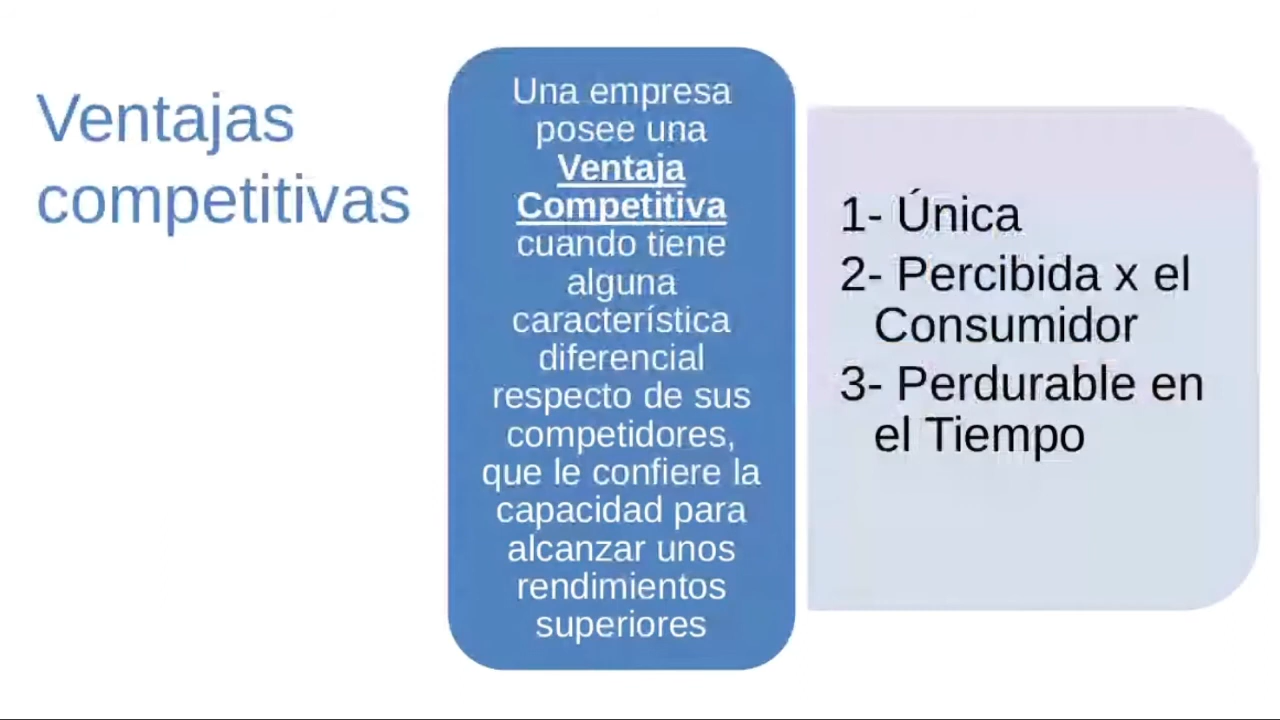 Ventajas
competitivas
Una empresa
posee una
Ventaja
Competitiva
cuando tiene
alguna
característica
diferencial
respecto de sus
competidores,
que le confiere la
capacidad para
alcanzar unos
rendimientos
superiores
1- Única
2- Percibida x el
Consumidor
3- Perdurable en
el Tiempo